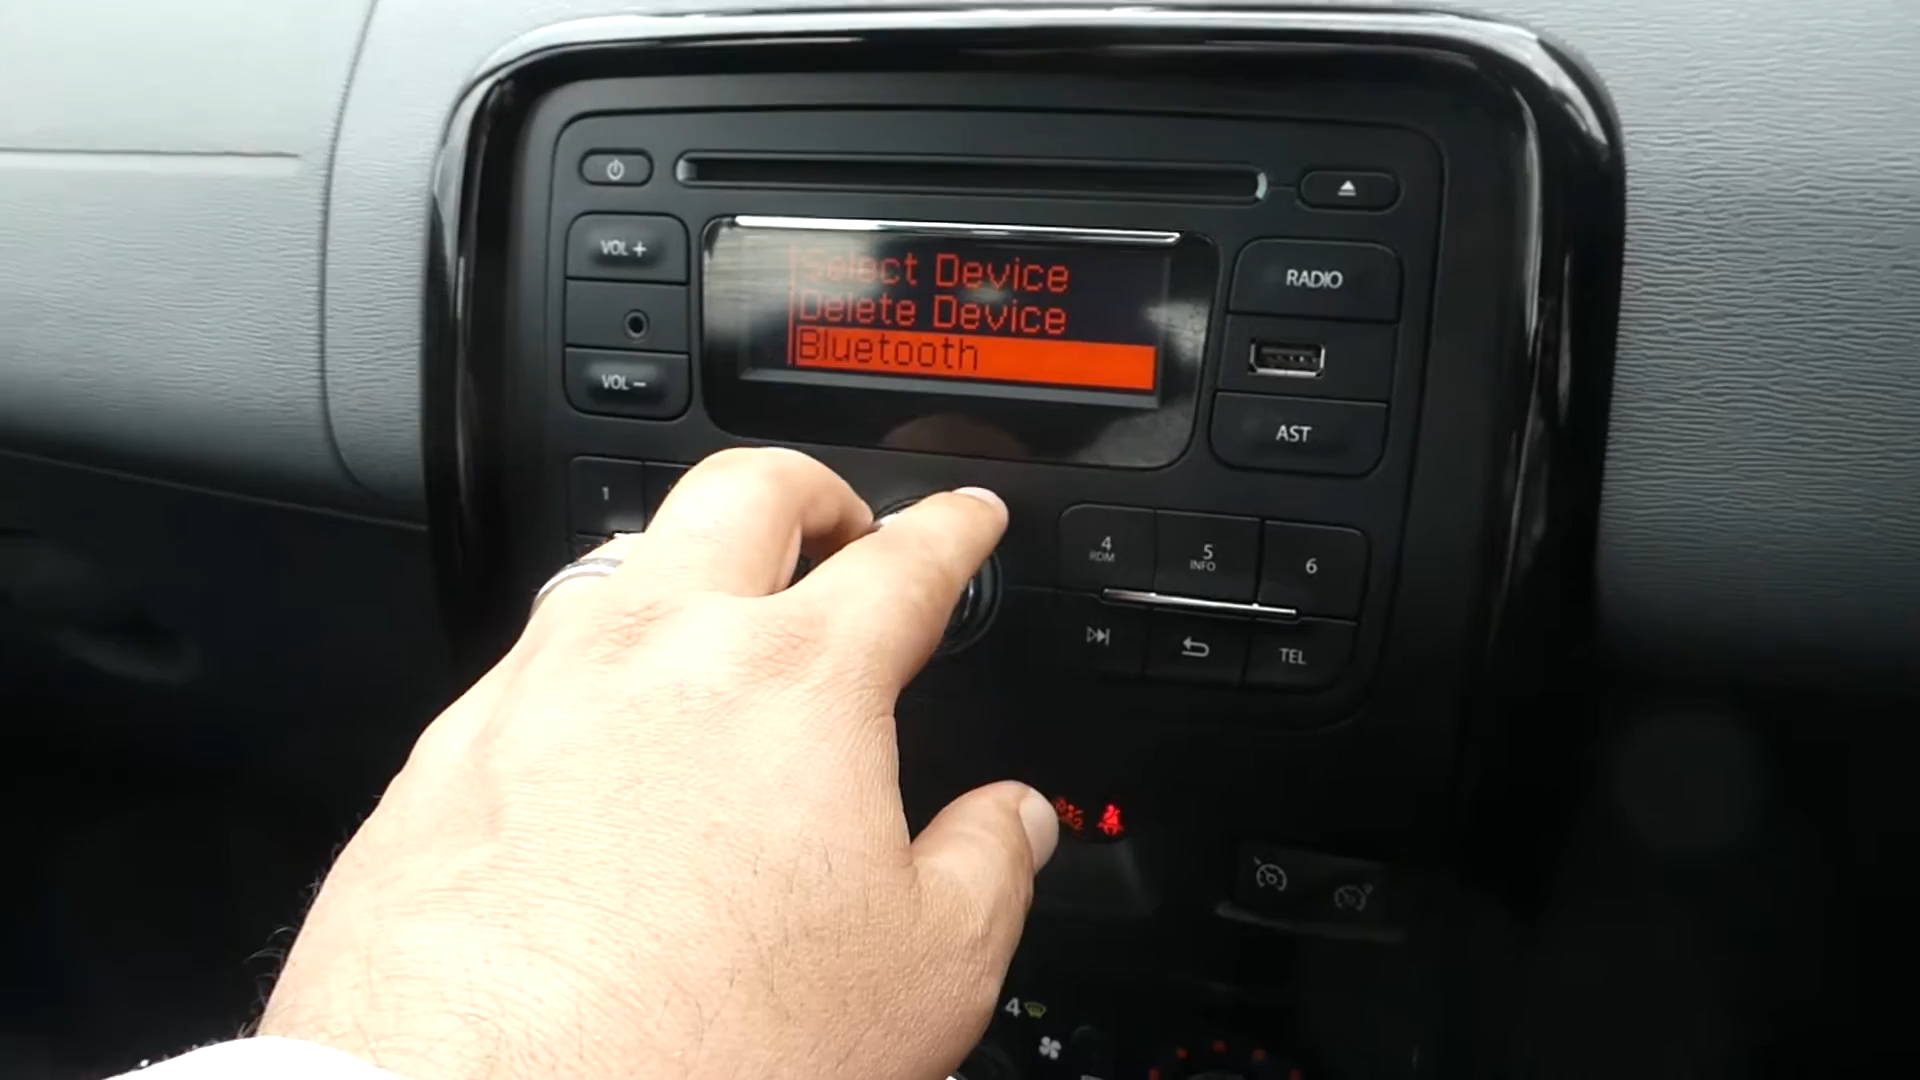 VOL +
VOL −
Select Device
Delete Device
Bluetooth
RADIO
AST
1
4
RDM
5
INFO
6
TEL
4